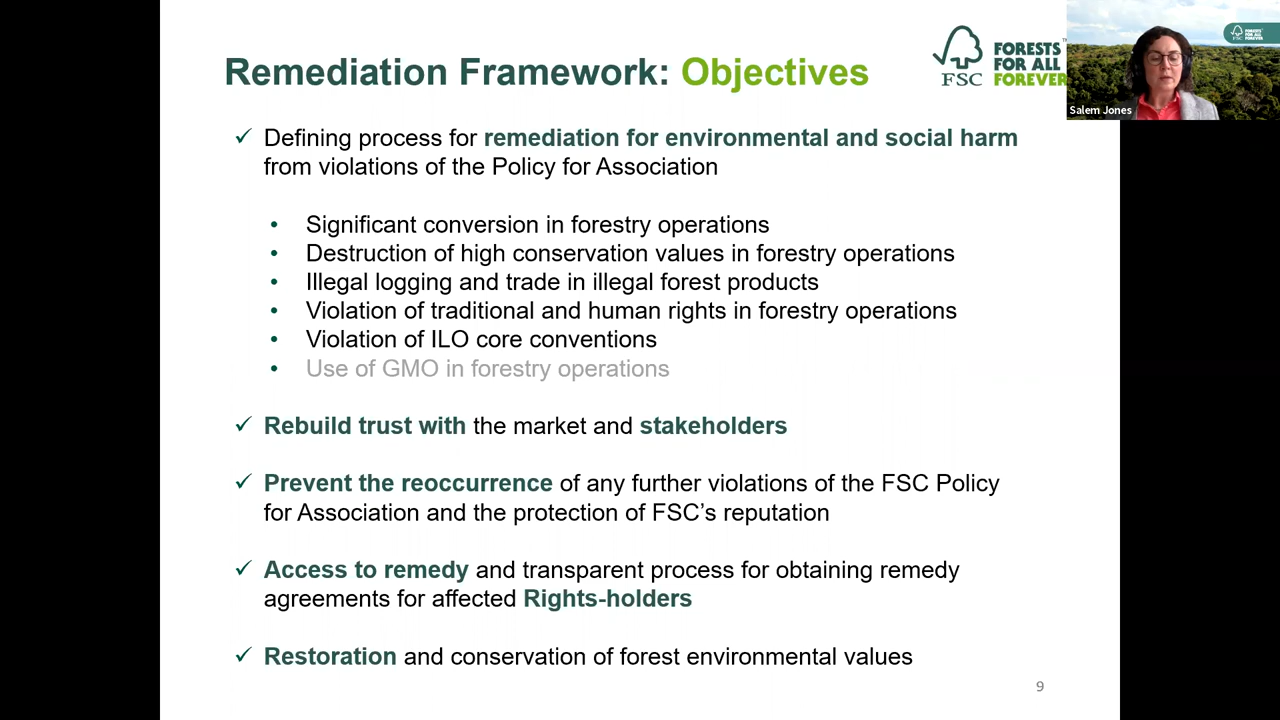 Remediation Framework: Objectives
FSC
FORESTS
FOR ALL
FOREVER
FSC
FORESTS
FOR ALL
FOREVER
Salem Jones
✓ Defining process for remediation for environmental and social harm
from violations of the Policy for Association
• Significant conversion in forestry operations
• Destruction of high conservation values in forestry operations
• Illegal logging and trade in illegal forest products
• Violation of traditional and human rights in forestry operations
• Violation of ILO core conventions
• Use of GMO in forestry operations
✓ Rebuild trust with the market and stakeholders
✓ Prevent the reoccurrence of any further violations of the FSC Policy
for Association and the protection of FSC’s reputation
✓ Access to remedy and transparent process for obtaining remedy
agreements for affected Rights-holders
✓ Restoration and conservation of forest environmental values
9